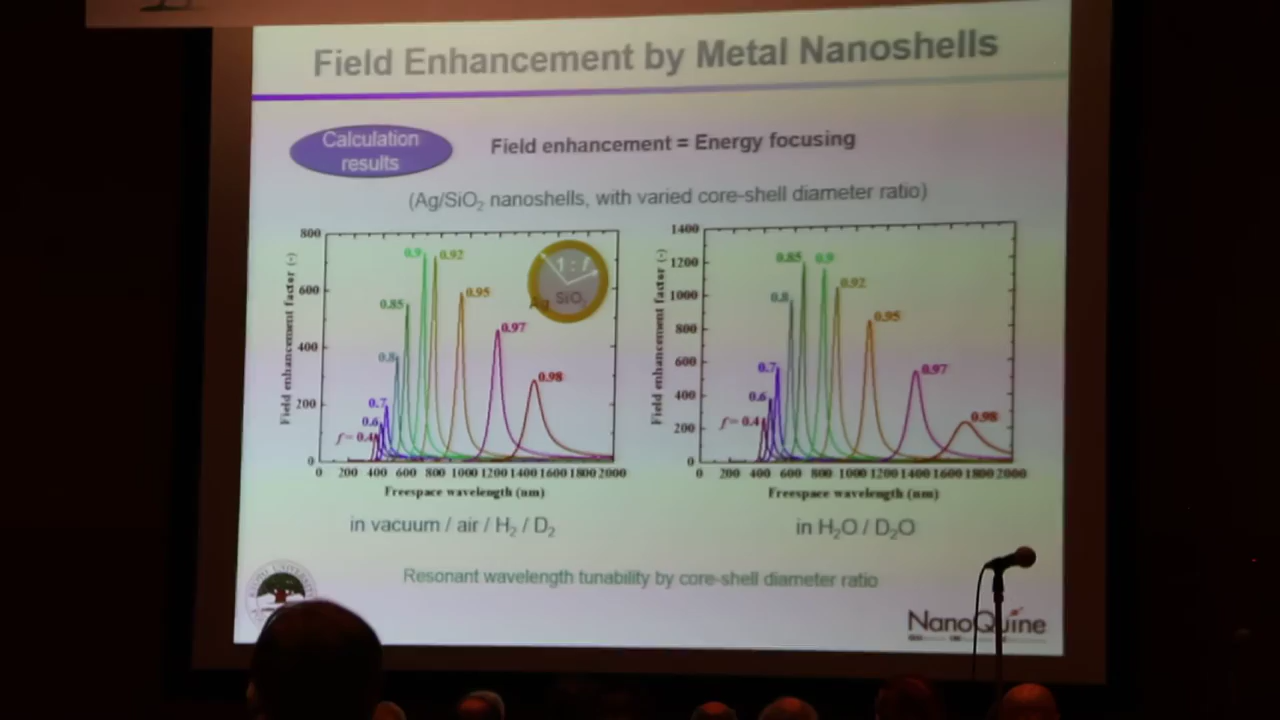 Field Enhancement by Metal Nanoshells
Calculation
results
Field enhancement = Energy focusing
(Ag/SiO₂ nanoshells, with varied core-shell diameter ratio)
Field enhancement factor (-)
800
600
400
200
0
f = 0.4
0.6
0.7
0.8
0.85
0.9
0.92
0.95
0.97
0.98
1 : f
Ag SiO₂
0 200 400 600 800 1000 1200 1400 1600 1800 2000
Freespace wavelength (nm)
in vacuum / air / H₂ / D₂
Field enhancement factor (-)
1400
1200
1000
800
600
400
200
0
f = 0.4
0.6
0.7
0.8
0.85
0.9
0.92
0.95
0.97
0.98
0 200 400 600 800 1000 1200 1400 1600 1800 2000
Freespace wavelength (nm)
in H₂O / D₂O
Resonant wavelength tunability by core-shell diameter ratio
NanoQuine